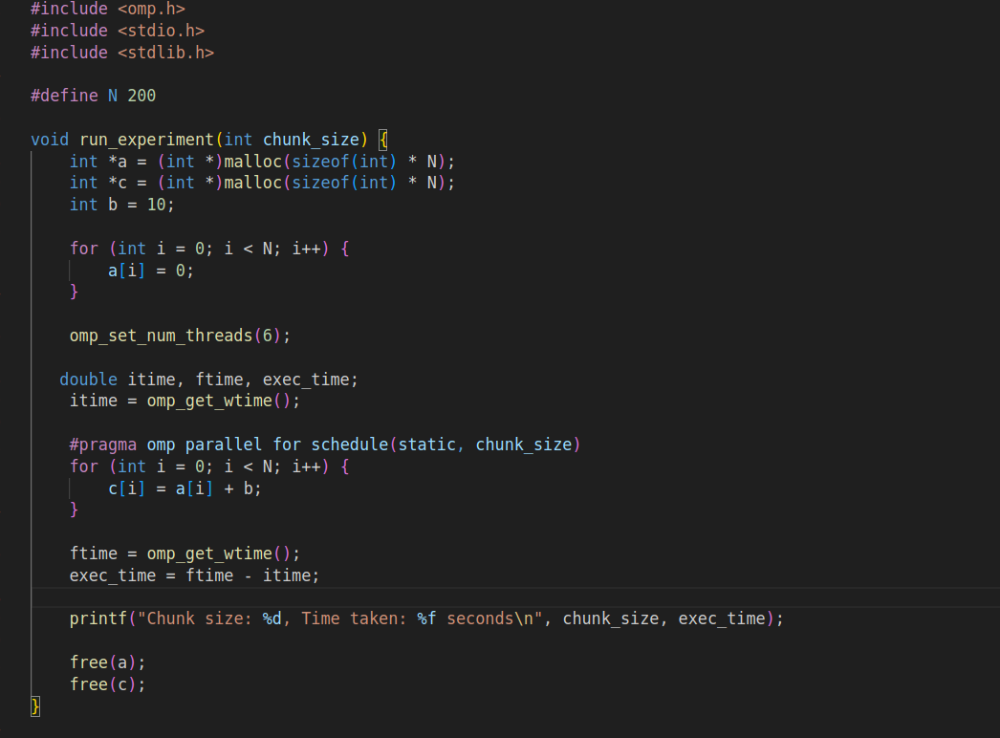 #include <omp.h>
#include <stdio.h>
#include <stdlib.h>

#define N 200

void run_experiment(int chunk_size) {
    int *a = (int *)malloc(sizeof(int) * N);
    int *c = (int *)malloc(sizeof(int) * N);
    int b = 10;

    for (int i = 0; i < N; i++) {
        a[i] = 0;
    }

    omp_set_num_threads(6);

   double itime, ftime, exec_time;
    itime = omp_get_wtime();

    #pragma omp parallel for schedule(static, chunk_size)
    for (int i = 0; i < N; i++) {
        c[i] = a[i] + b;
    }

    ftime = omp_get_wtime();
    exec_time = ftime - itime;

    printf("Chunk size: %d, Time taken: %f seconds\n", chunk_size, exec_time);

    free(a);
    free(c);
}